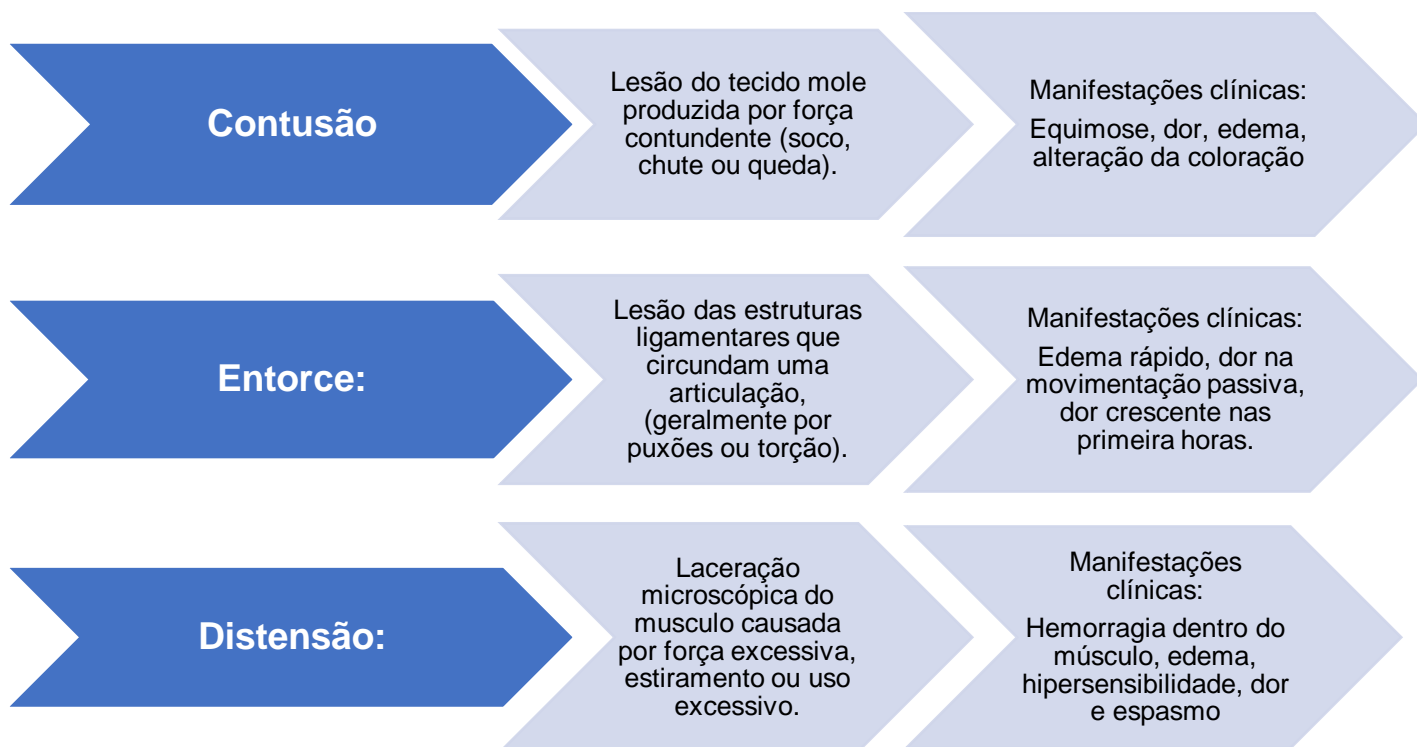 Contusão
Lesão do tecido mole
produzida por força
contundente (soco,
chute ou queda).
Manifestações clínicas:
Equimose, dor, edema,
alteração da coloração
Entorce:
Lesão das estruturas
ligamentares que
circundam uma
articulação,
(geralmente por
puxões ou torção).
Manifestações clínicas:
Edema rápido, dor na
movimentação passiva,
dor crescente nas
primeira horas.
Distensão:
Laceração
microscópica do
musculo causada
por força excessiva,
estiramento ou uso
excessivo.
Manifestações
clínicas:
Hemorragia dentro do
músculo, edema,
hipersensibilidade, dor
e espasmo